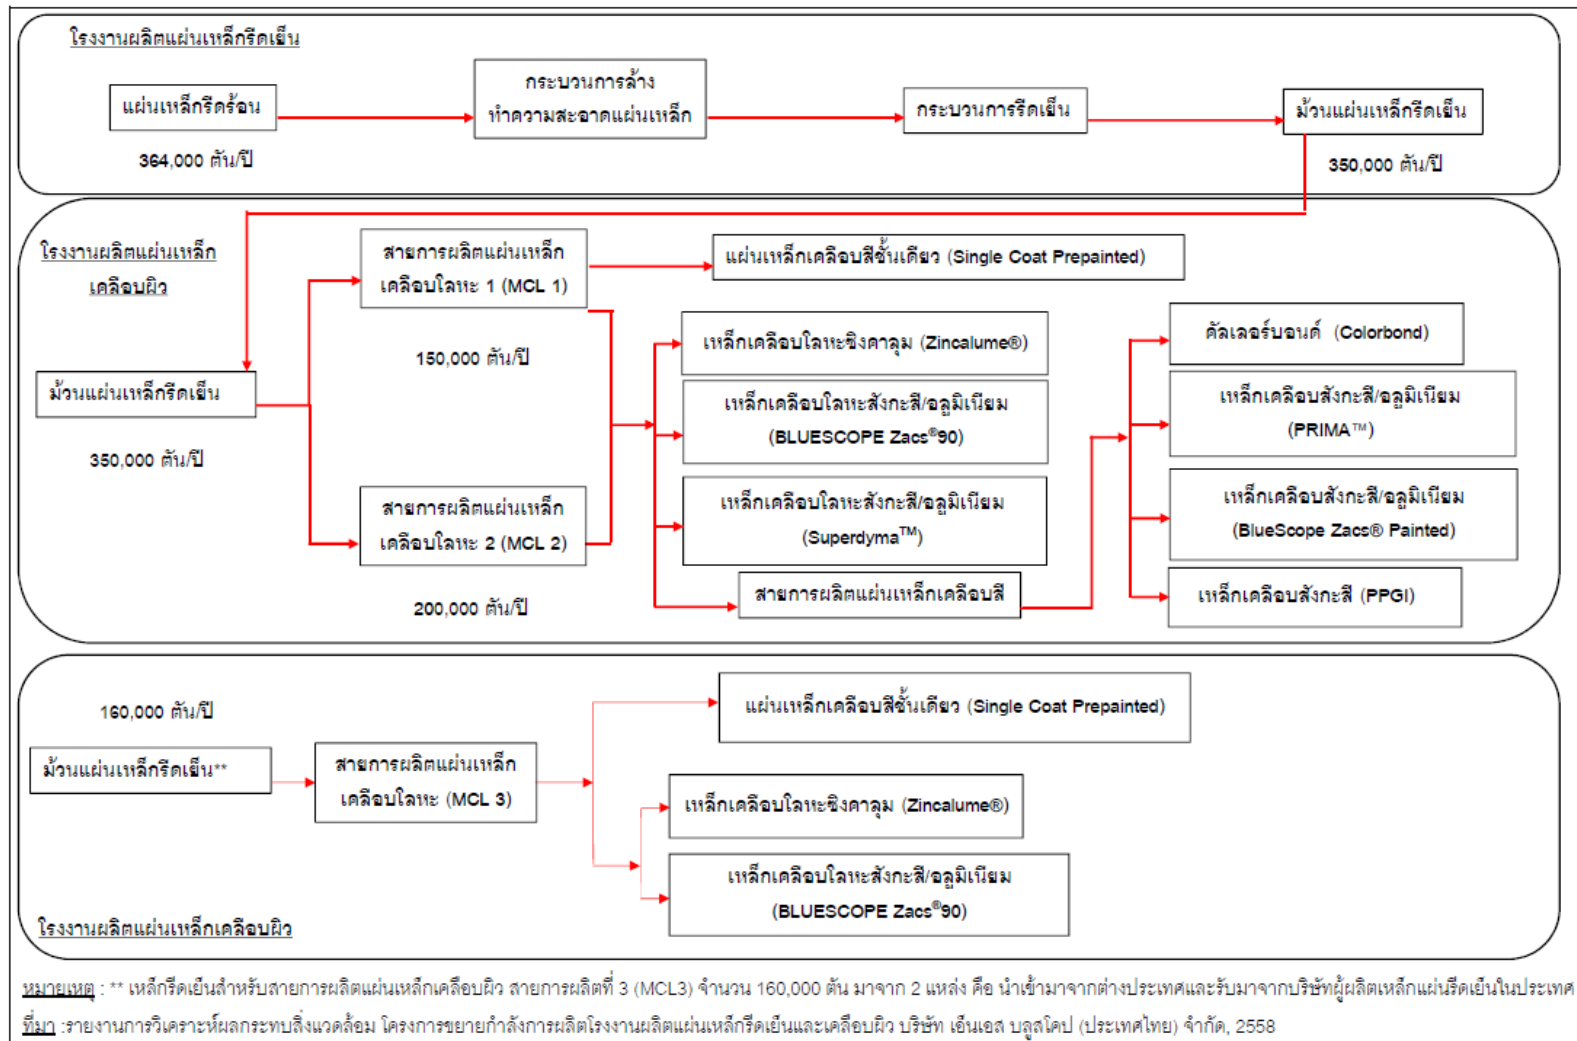 โรงงานผลิตแผ่นเหล็กรีดเย็น
แผ่นเหล็กรีดร้อน
364,000 ตัน/ปี
กระบวนการล้าง
ทำความสะอาดแผ่นเหล็ก
กระบวนการรีดเย็น
ม้วนแผ่นเหล็กรีดเย็น
350,000 ตัน/ปี
โรงงานผลิตแผ่นเหล็ก
เคลือบผิว
ม้วนแผ่นเหล็กรีดเย็น
350,000 ตัน/ปี
สายการผลิตแผ่นเหล็ก
เคลือบโลหะ 1 (MCL 1)
150,000 ตัน/ปี
สายการผลิตแผ่นเหล็ก
เคลือบโลหะ 2 (MCL 2)
200,000 ตัน/ปี
แผ่นเหล็กเคลือบสีชั้นเดียว (Single Coat Prepainted)
เหล็กเคลือบโลหะซิงคาลุม (Zincalume®)
เหล็กเคลือบโลหะสังกะสี/อลูมิเนียม
(BLUESCOPE Zacs®90)
เหล็กเคลือบโลหะสังกะสี/อลูมิเนียม
(Superdyma™)
สายการผลิตแผ่นเหล็กเคลือบสี
คัลเลอร์บอนด์ (Colorbond)
เหล็กเคลือบสังกะสี/อลูมิเนียม
(PRIMA™)
เหล็กเคลือบสังกะสี/อลูมิเนียม
(BlueScope Zacs® Painted)
เหล็กเคลือบสังกะสี (PPGI)
160,000 ตัน/ปี
ม้วนแผ่นเหล็กรีดเย็น**
สายการผลิตแผ่นเหล็ก
เคลือบโลหะ (MCL 3)
แผ่นเหล็กเคลือบสีชั้นเดียว (Single Coat Prepainted)
เหล็กเคลือบโลหะซิงคาลุม (Zincalume®)
เหล็กเคลือบโลหะสังกะสี/อลูมิเนียม
(BLUESCOPE Zacs®90)
โรงงานผลิตแผ่นเหล็กเคลือบผิว
หมายเหตุ : ** เหล็กรีดเย็นสำหรับสายการผลิตแผ่นเหล็กเคลือบผิว สายการผลิตที่ 3 (MCL3) จำนวน 160,000 ตัน มาจาก 2 แหล่ง คือ นำเข้ามาจากต่างประเทศและรับมาจากบริษัทผู้ผลิตเหล็กแผ่นรีดเย็นในประเทศ
ที่มา :รายงานการวิเคราะห์ผลกระทบสิ่งแวดล้อม โครงการขยายกำลังการผลิตโรงงานผลิตแผ่นเหล็กรีดเย็นและเคลือบผิว บริษัท เอ็นเอส บลูสโคป (ประเทศไทย) จำกัด, 2558